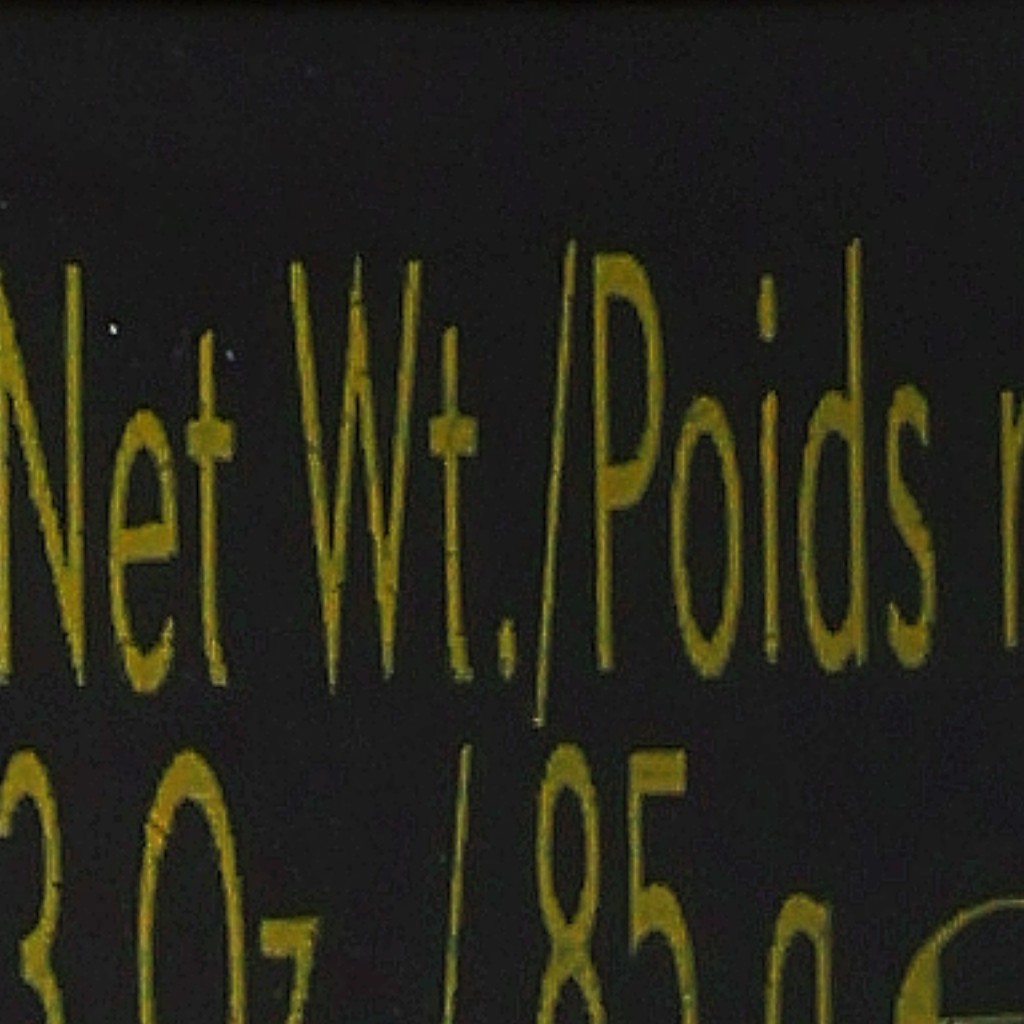 Net Wt./Poids n
3 Oz / 85 g ℮